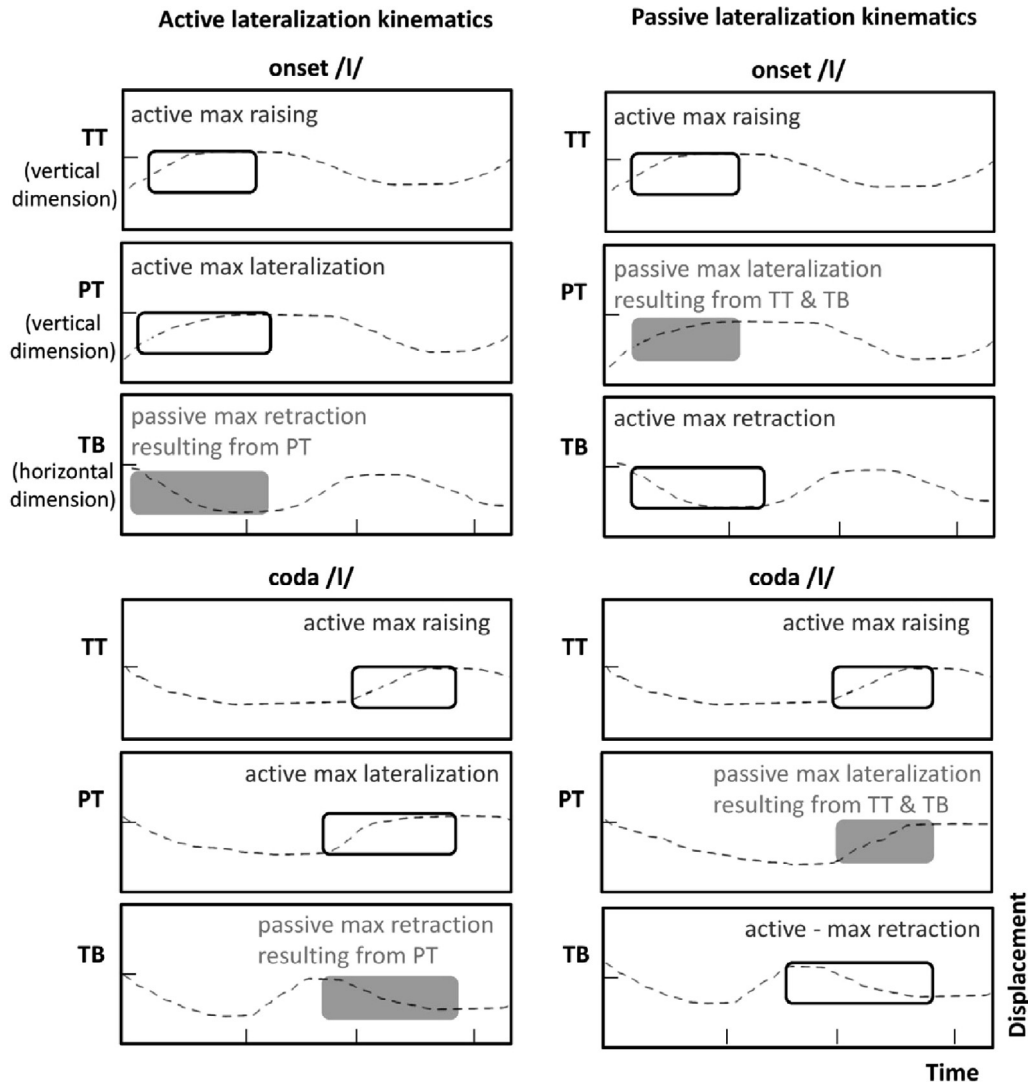 Active lateralization kinematics
onset /l/
TT
(vertical
dimension)
active max raising
PT
(vertical
dimension)
active max lateralization
TB
(horizontal
dimension)
passive max retraction
resulting from PT
coda /l/
TT
active max raising
PT
active max lateralization
TB
passive max retraction
resulting from PT
Passive lateralization kinematics
onset /l/
TT
active max raising
PT
passive max lateralization
resulting from TT & TB
TB
active max retraction
coda /l/
TT
active max raising
PT
passive max lateralization
resulting from TT & TB
TB
active - max retraction
Displacement
Time